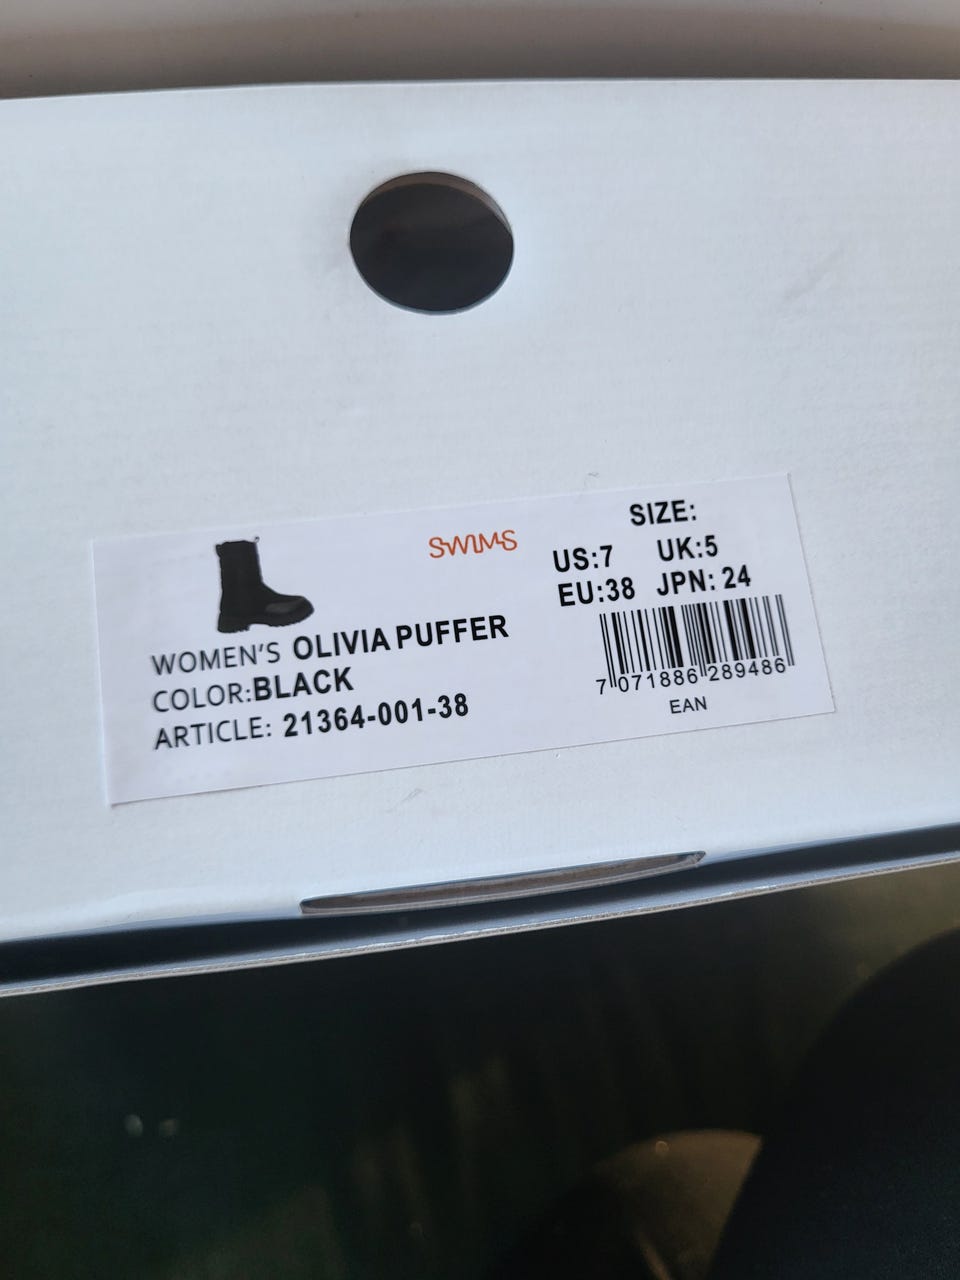 SWIMS
WOMEN'S OLIVIA PUFFER
COLOR:BLACK
ARTICLE: 21364-001-38
SIZE:
US:7 UK:5
EU:38 JPN: 24
7 071886 289486
EAN